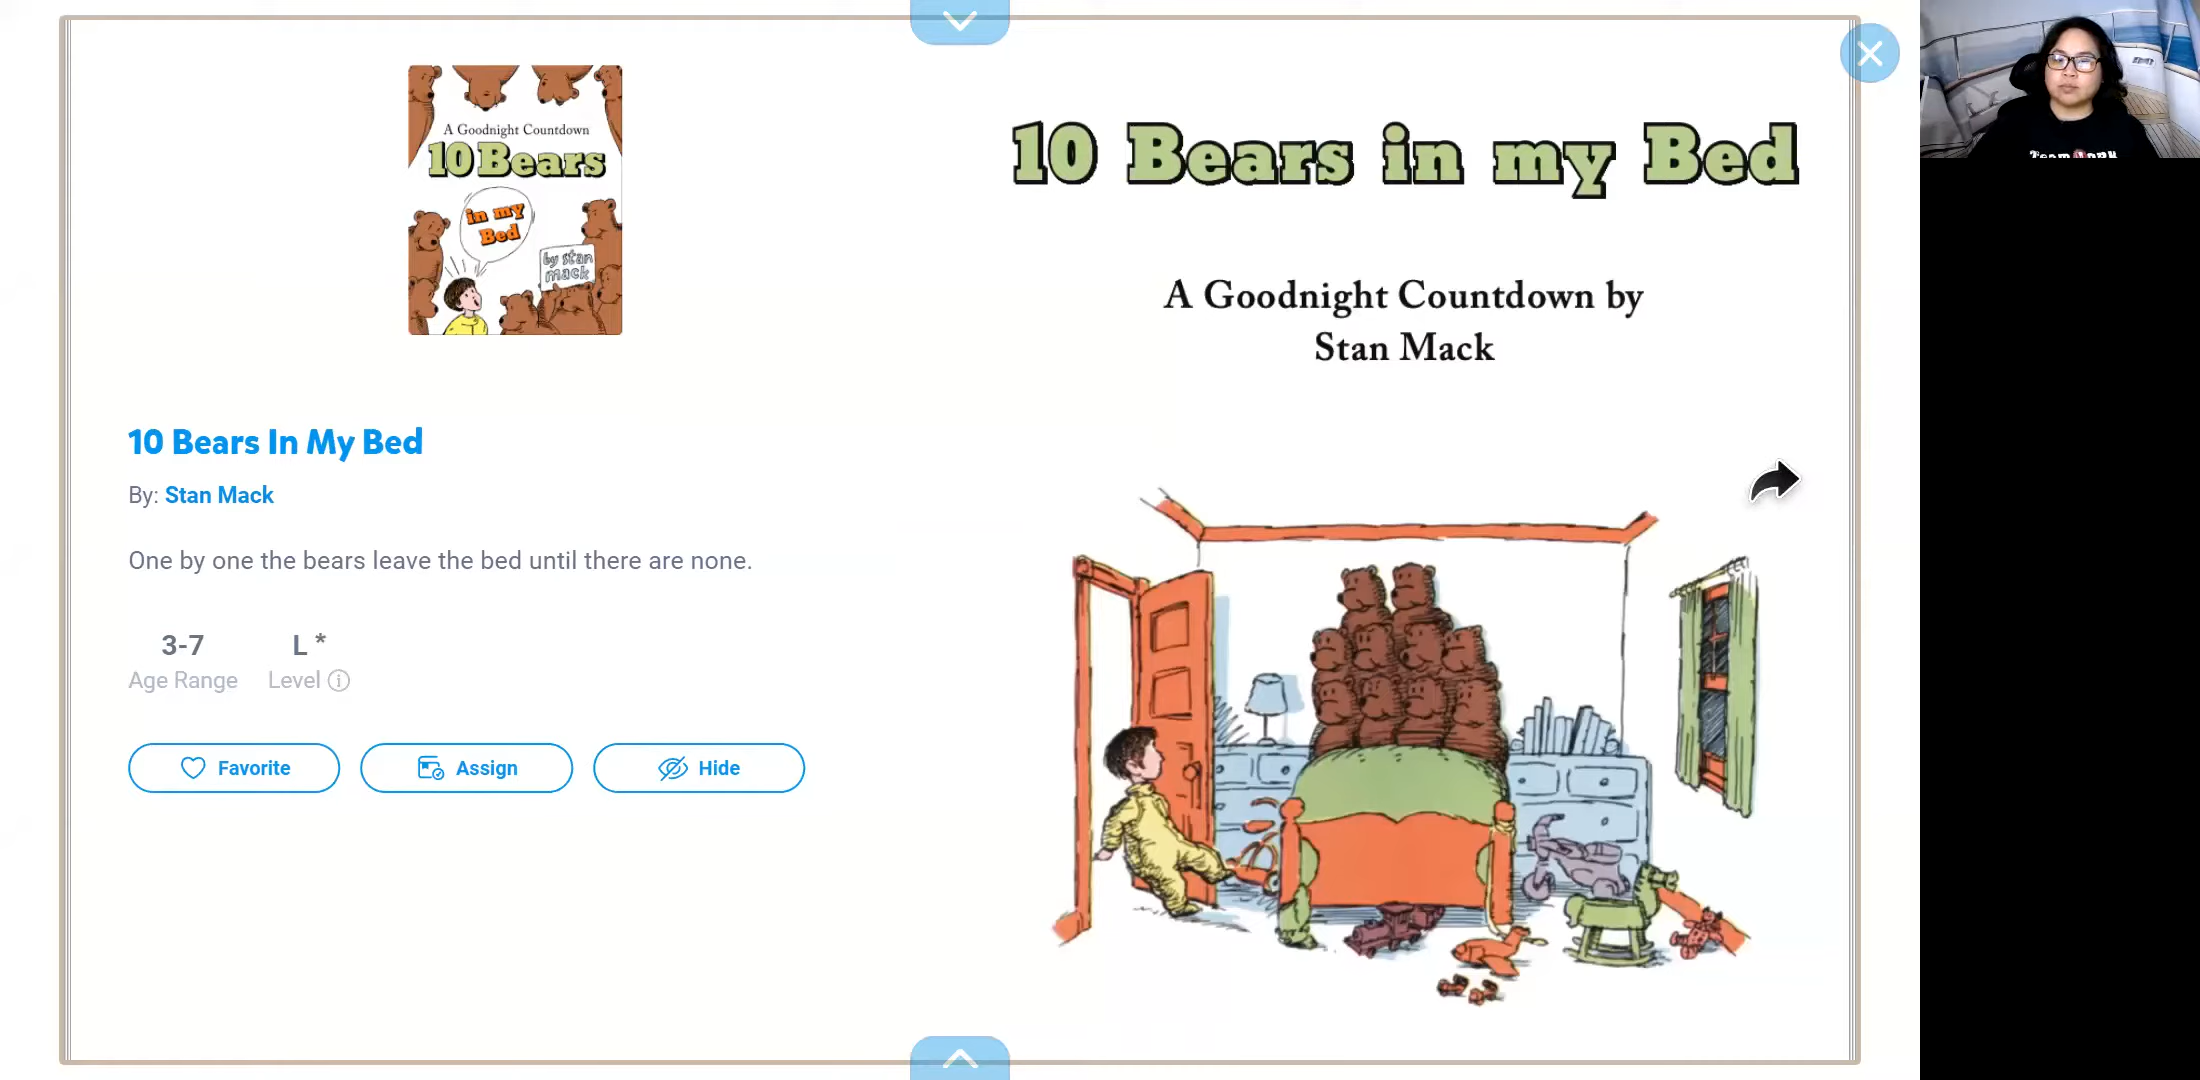 A Goodnight Countdown
10 Bears
in my
Bed
by stan
mack
10 Bears In My Bed
By: Stan Mack
One by one the bears leave the bed until there are none.
3-7
Age Range
L *
Level
Favorite
Assign
Hide
10 Bears in my Bed
A Goodnight Countdown by
Stan Mack